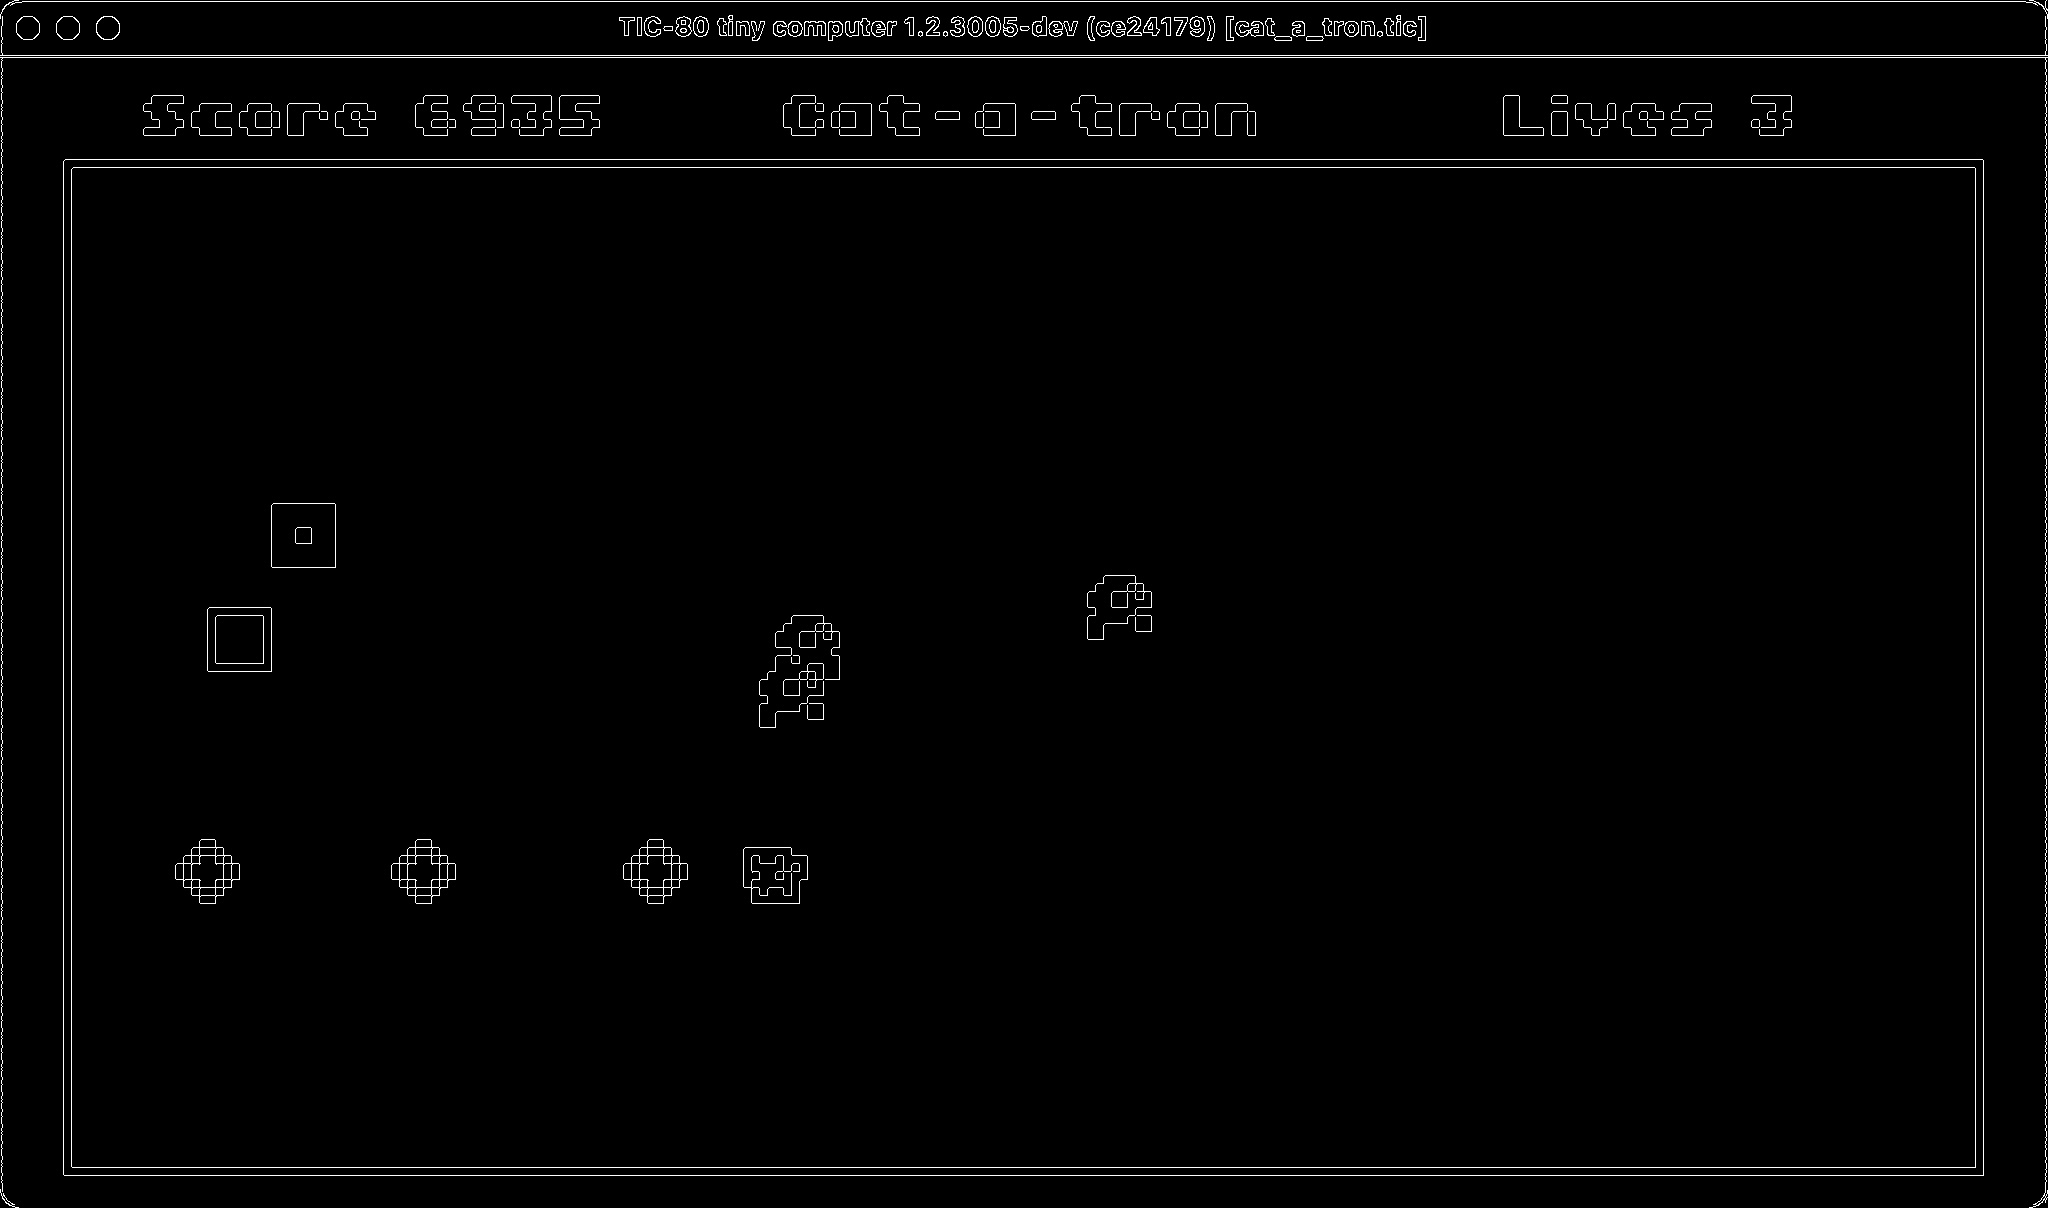 TIC-80 tiny computer 1.2.3005-dev (ce24179) [cat_a_tron.tic]
Score 6935 Cat-a-tron Lives 3